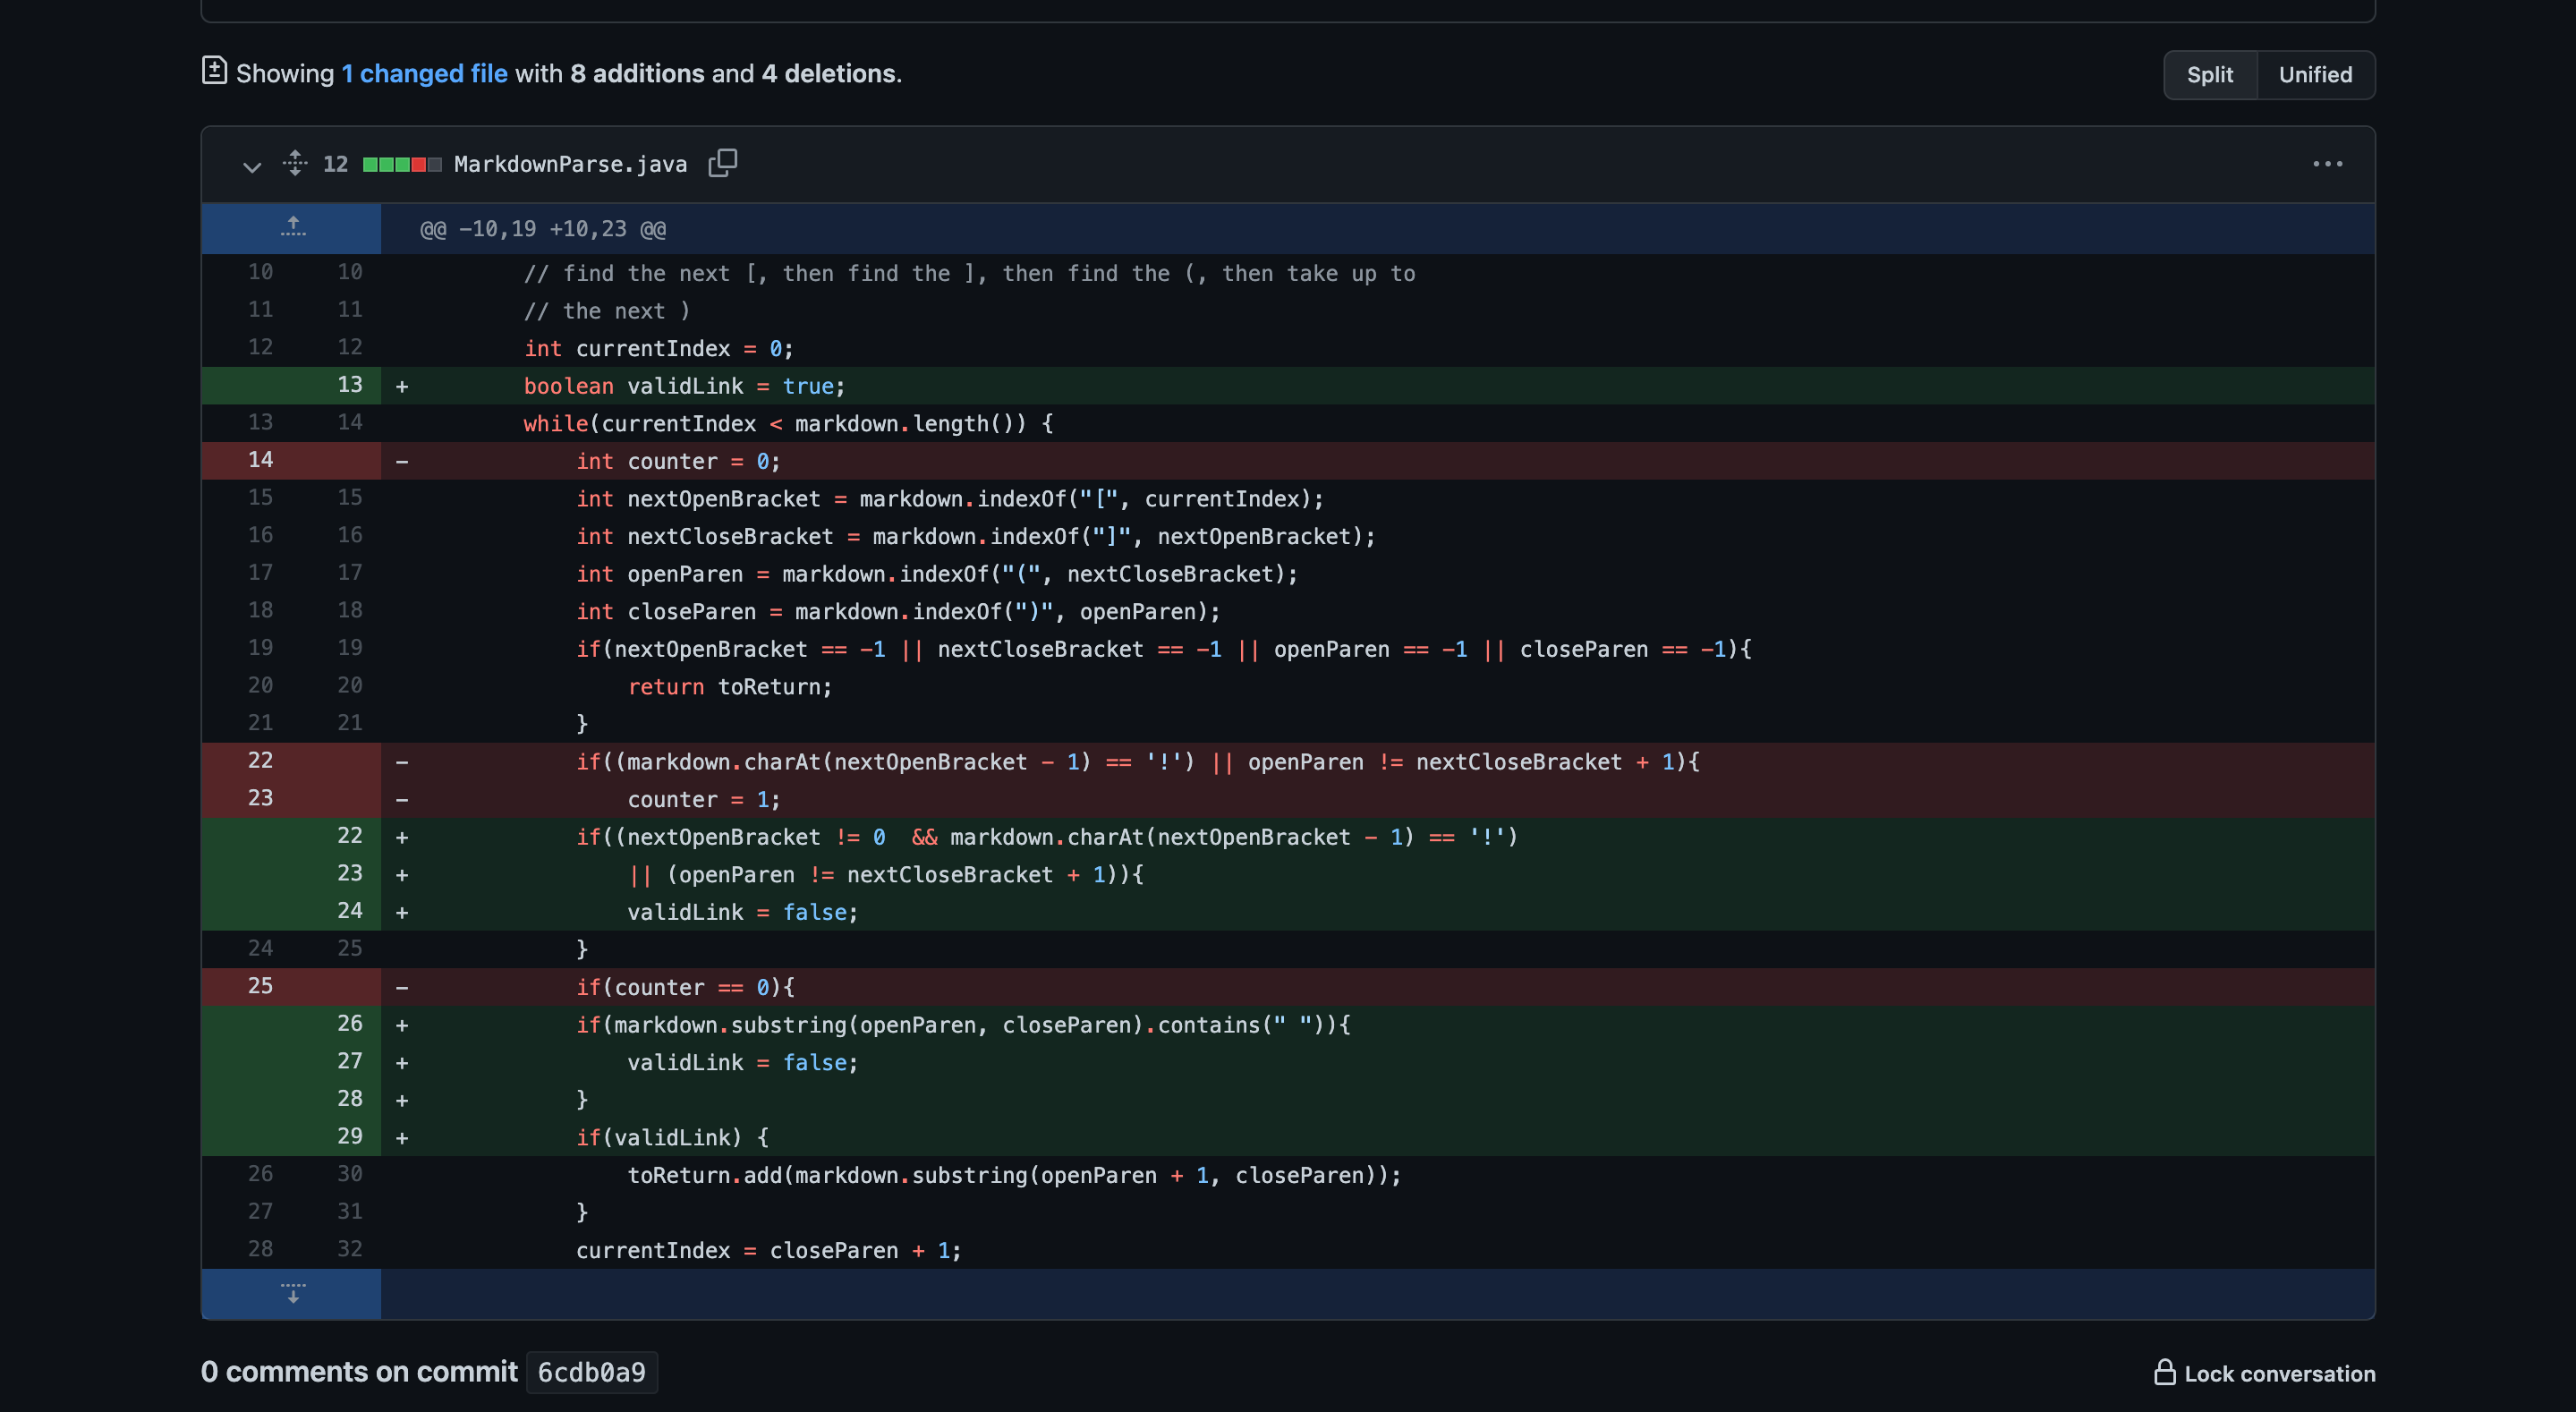 Showing 1 changed file with 8 additions and 4 deletions.
Split Unified
12 MarkdownParse.java
@@ -10,19 +10,23 @@
10 10 // find the next [, then find the ], then find the (, then take up to
11 11 // the next )
12 12 int currentIndex = 0;
13 + boolean validLink = true;
13 14 while(currentIndex < markdown.length()) {
14 - int counter = 0;
15 15 int nextOpenBracket = markdown.indexOf("[", currentIndex);
16 16 int nextCloseBracket = markdown.indexOf("]", nextOpenBracket);
17 17 int openParen = markdown.indexOf("(", nextCloseBracket);
18 18 int closeParen = markdown.indexOf(")", openParen);
19 19 if(nextOpenBracket == -1 || nextCloseBracket == -1 || openParen == -1 || closeParen == -1){
20 20 return toReturn;
21 21 }
22 - if((markdown.charAt(nextOpenBracket - 1) == '!') || openParen != nextCloseBracket + 1){
23 - counter = 1;
22 + if((nextOpenBracket != 0  && markdown.charAt(nextOpenBracket - 1) == '!')
23 + || (openParen != nextCloseBracket + 1)){
24 + validLink = false;
24 25 }
25 - if(counter == 0){
26 + if(markdown.substring(openParen, closeParen).contains(" ")){
27 + validLink = false;
28 + }
29 + if(validLink) {
26 30 toReturn.add(markdown.substring(openParen + 1, closeParen));
27 31 }
28 32 currentIndex = closeParen + 1;
0 comments on commit 6cdb0a9
Lock conversation